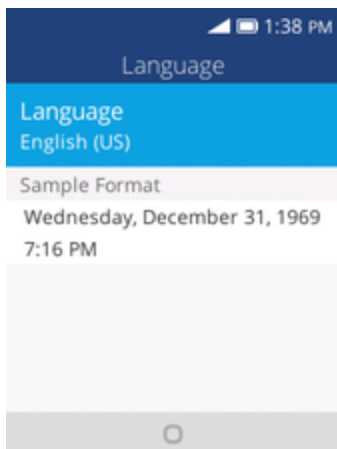 1:38 PM
Language
Language
English (US)
Sample Format
Wednesday, December 31, 1969
7:16 PM